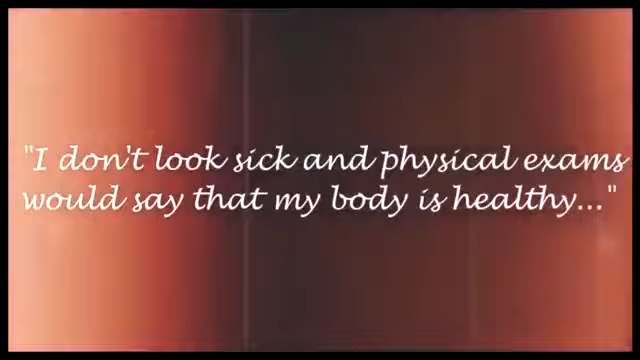 "I don't look sick and physical exams
would say that my body is healthy..."